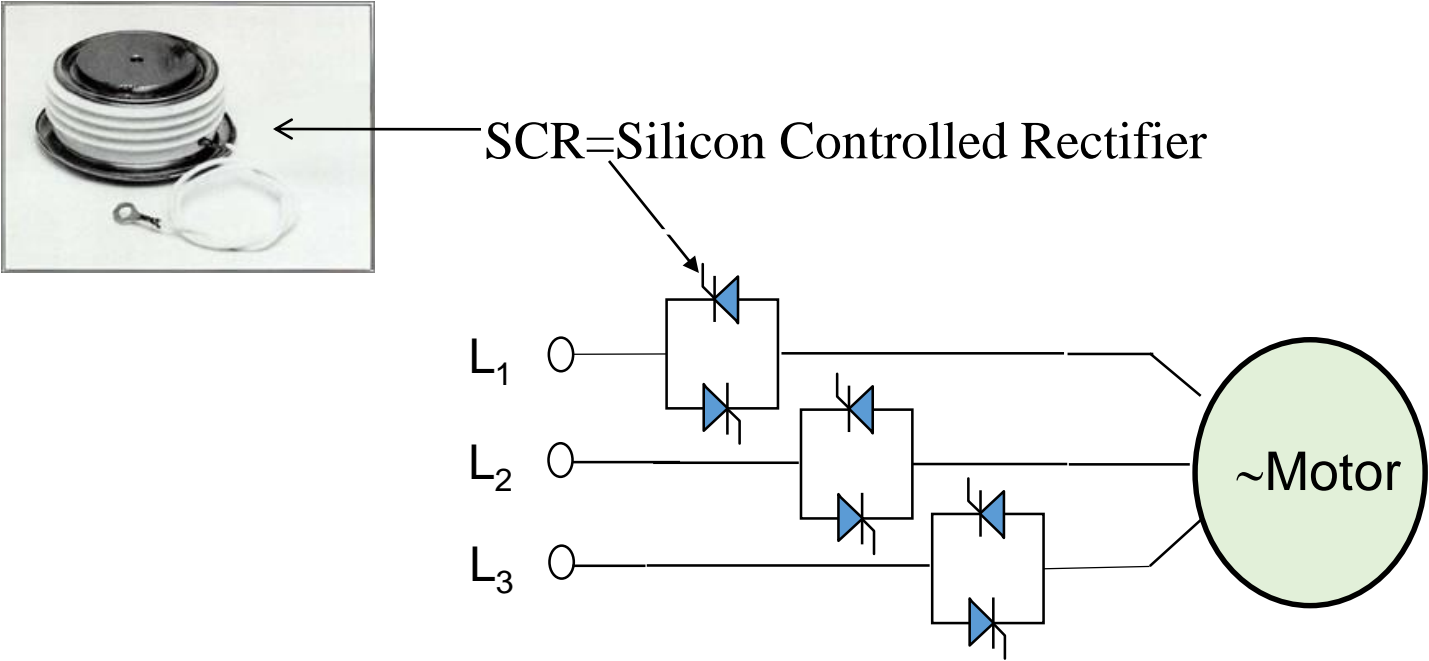 SCR=Silicon Controlled Rectifier
L₁
L₂
~Motor
L₃